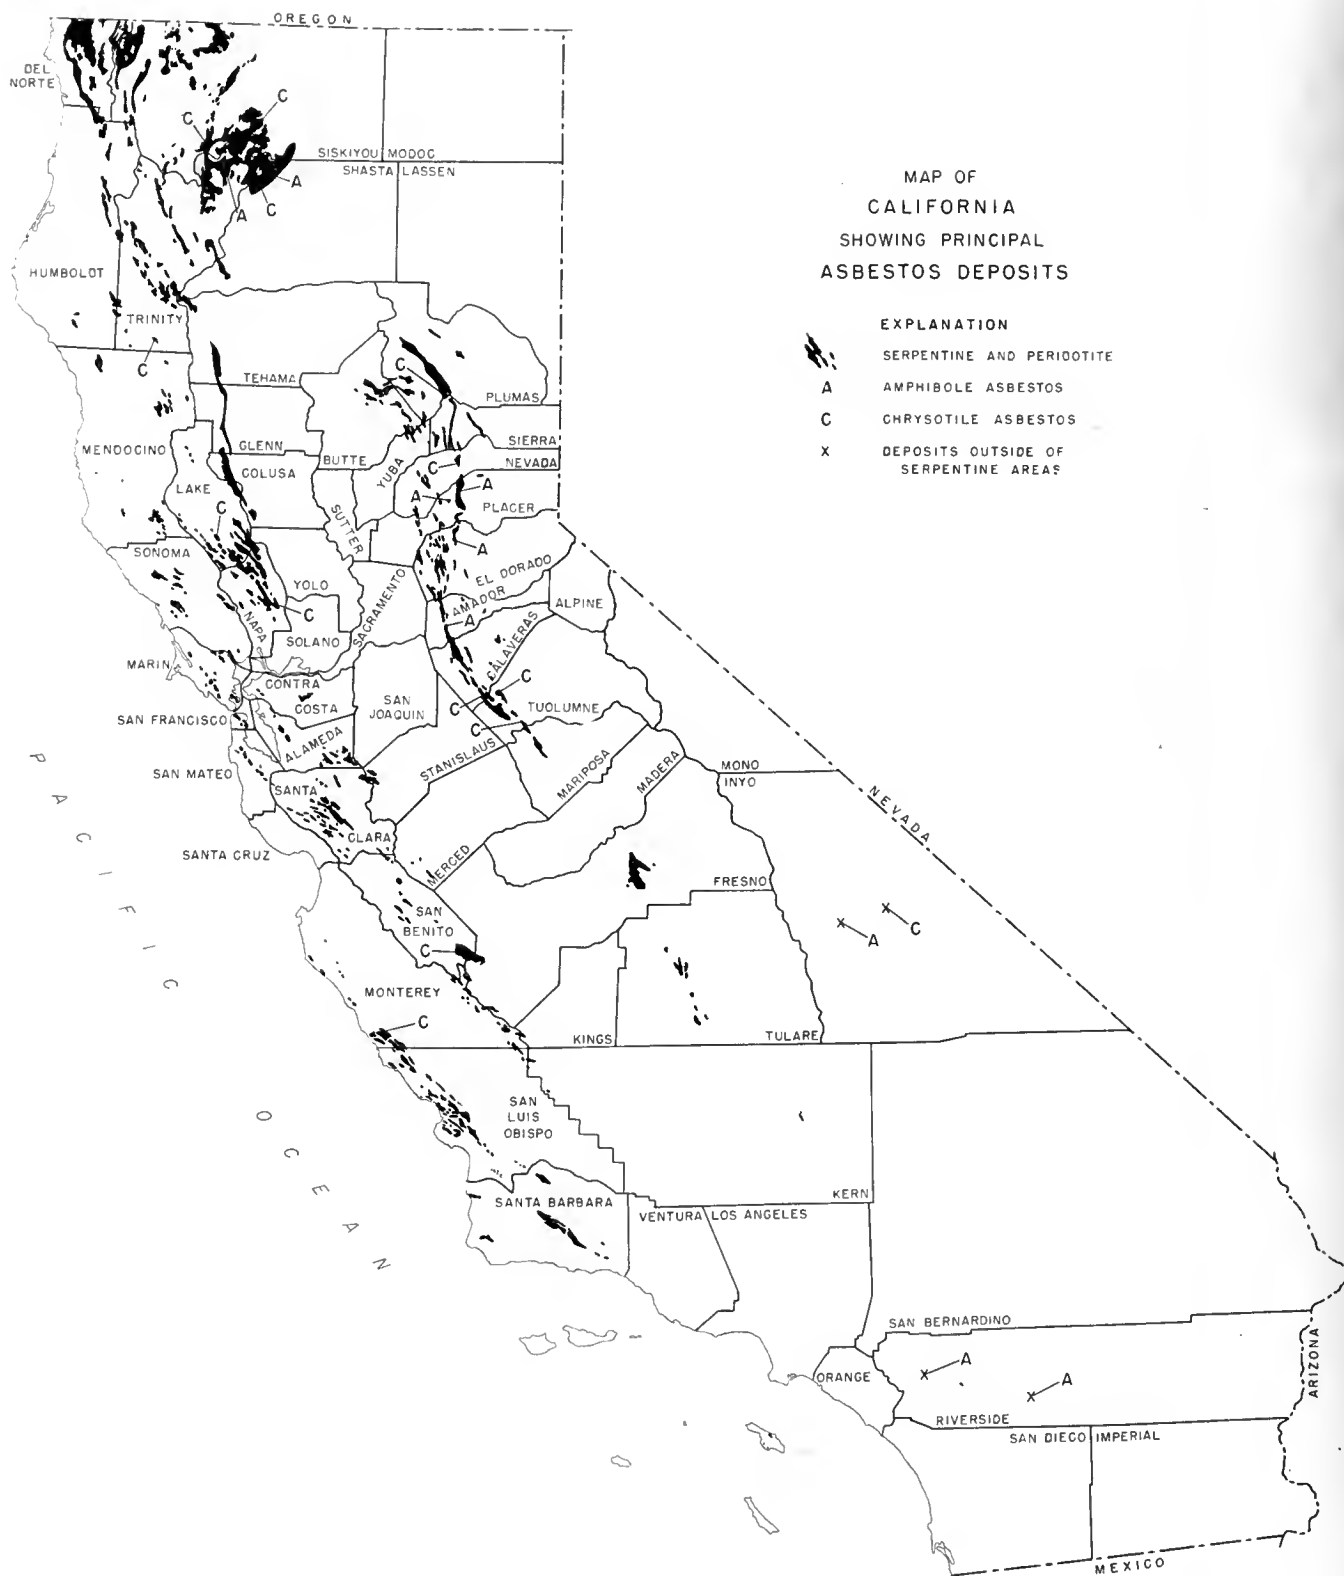 OREGON
DEL
NORTE
C
C
SISKIYOU MODOC
SHASTA LASSEN
A
A
C
HUMBOLDT
TRINITY
C
TEHAMA
C
PLUMAS
MENDOCINO
GLENN
BUTTE
SIERRA
NEVADA
YUBA
C
COLUSA
LAKE
A
A
C
SUTTER
PLACER
SONOMA
A
YOLO
EL DORADO
SACRAMENTO
AMADOR
ALPINE
C
A
NAPA
SOLANO
CALAVERAS
MARIN
CONTRA
COSTA
SAN
JOAQUIN
C
C
TUOLUMNE
SAN FRANCISCO
C
ALAMEDA
STANISLAUS
SAN MATEO
SANTA
CLARA
MARIPOSA
MADERA
MONO
INYO
NEVADA
SANTA CRUZ
MERCED
FRESNO
SAN
BENITO
C
A
C
MONTEREY
C
KINGS
TULARE
SAN
LUIS
OBISPO
KERN
SANTA BARBARA
VENTURA LOS ANGELES
SAN BERNARDINO
A
ORANGE
A
RIVERSIDE
SAN DIEGO IMPERIAL
ARIZONA
MEXICO
PACIFIC
OCEAN
MAP OF
CALIFORNIA
SHOWING PRINCIPAL
ASBESTOS DEPOSITS
EXPLANATION
SERPENTINE AND PERIDOTITE
A AMPHIBOLE ASBESTOS
C CHRYSOTILE ASBESTOS
X DEPOSITS OUTSIDE OF
SERPENTINE AREAS